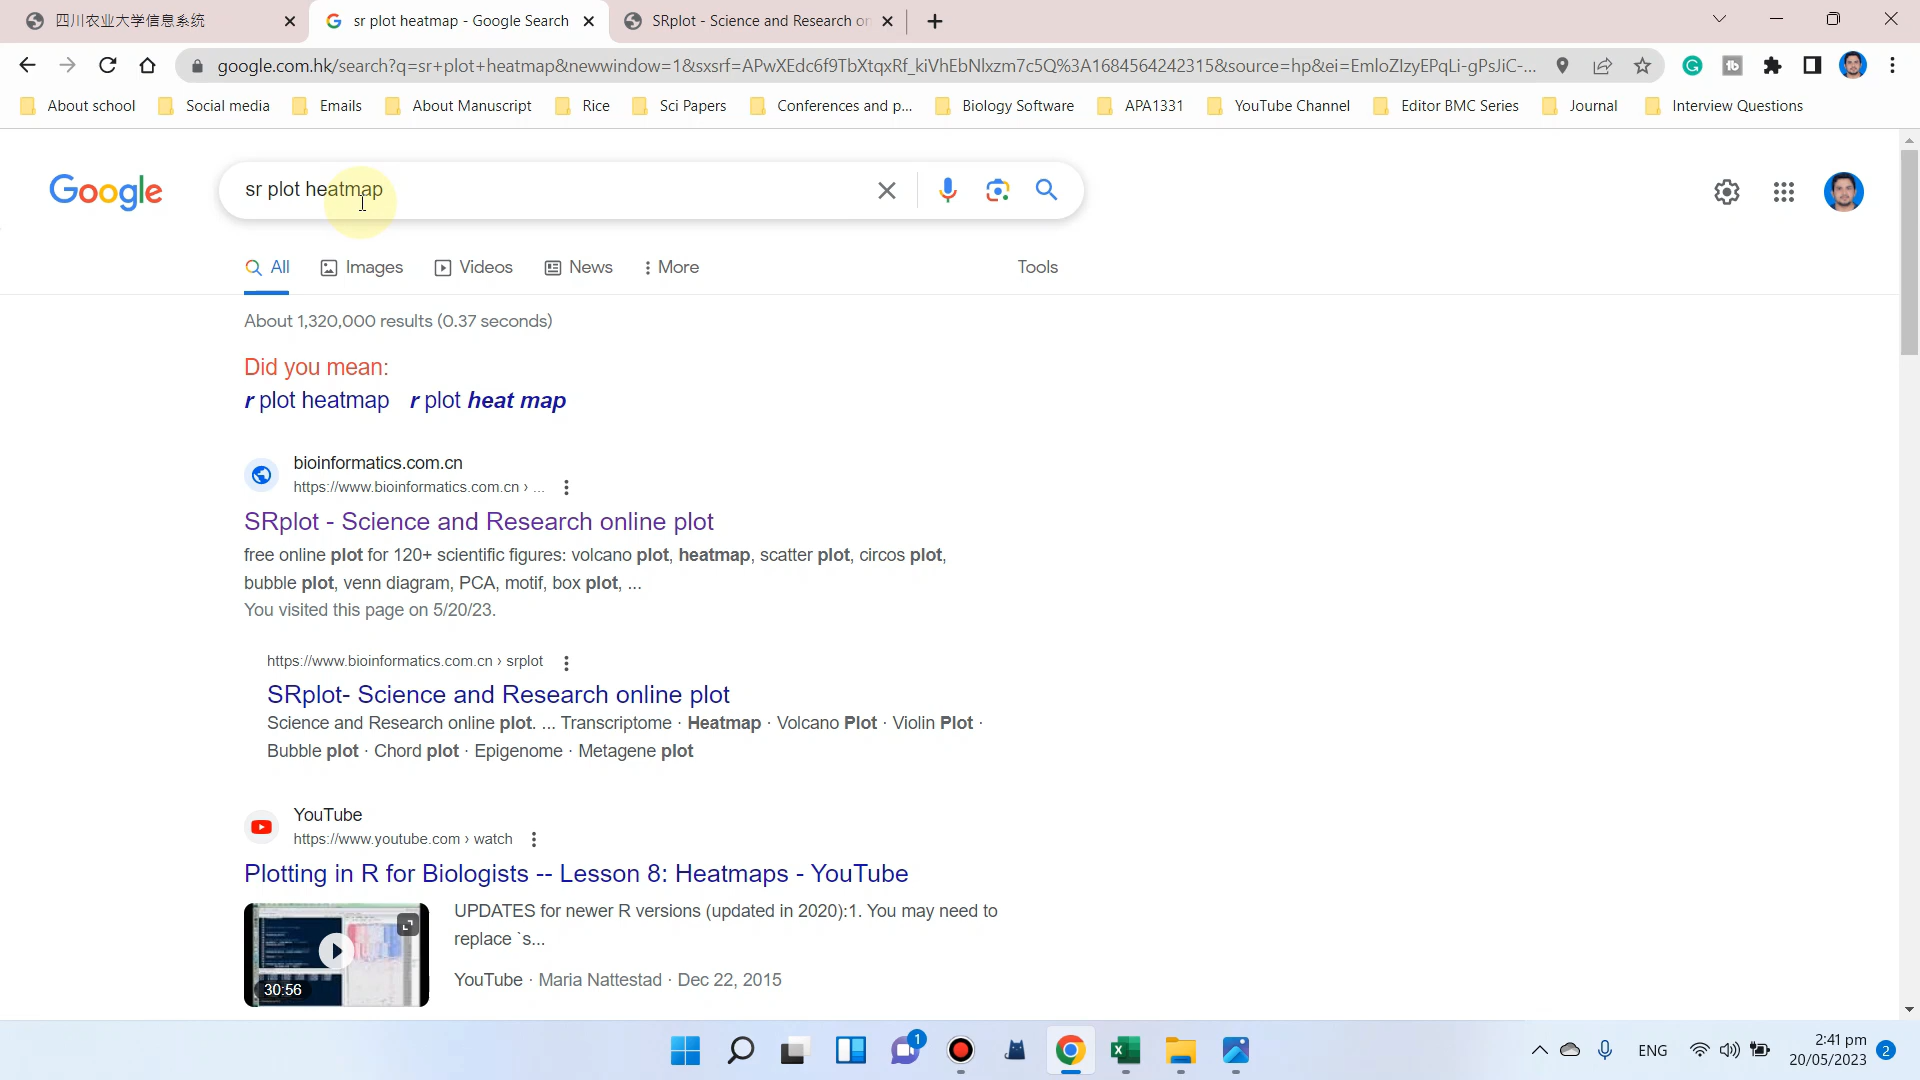 四川农业大学信息系统
sr plot heatmap - Google Search
SRplot - Science and Research on
google.com.hk/search?q=sr+plot+heatmap&newwindow=1&sxsrf=APwXEdc6f9TbXtqxRf_kiVhEbNlxzm7c5Q%3A1684564242315&source=hp&ei=EmloZIzyEPqLi-gPsJiC-...
About school
Social media
Emails
About Manuscript
Rice
Sci Papers
Conferences and p...
Biology Software
APA1331
YouTube Channel
Editor BMC Series
Journal
Interview Questions
Google
sr plot heatmap
All
Images
Videos
News
More
Tools
About 1,320,000 results (0.37 seconds)
Did you mean:
r plot heatmap r plot heat map
bioinformatics.com.cn
https://www.bioinformatics.com.cn › ...
SRplot - Science and Research online plot
free online plot for 120+ scientific figures: volcano plot, heatmap, scatter plot, circos plot,
bubble plot, venn diagram, PCA, motif, box plot, ...
You visited this page on 5/20/23.
https://www.bioinformatics.com.cn › srplot
SRplot- Science and Research online plot
Science and Research online plot. ... Transcriptome · Heatmap · Volcano Plot · Violin Plot ·
Bubble plot · Chord plot · Epigenome · Metagene plot
YouTube
https://www.youtube.com › watch
Plotting in R for Biologists -- Lesson 8: Heatmaps - YouTube
UPDATES for newer R versions (updated in 2020):1. You may need to
replace `s...
30:56
YouTube · Maria Nattestad · Dec 22, 2015
1
ENG
2:41 pm
20/05/2023
2